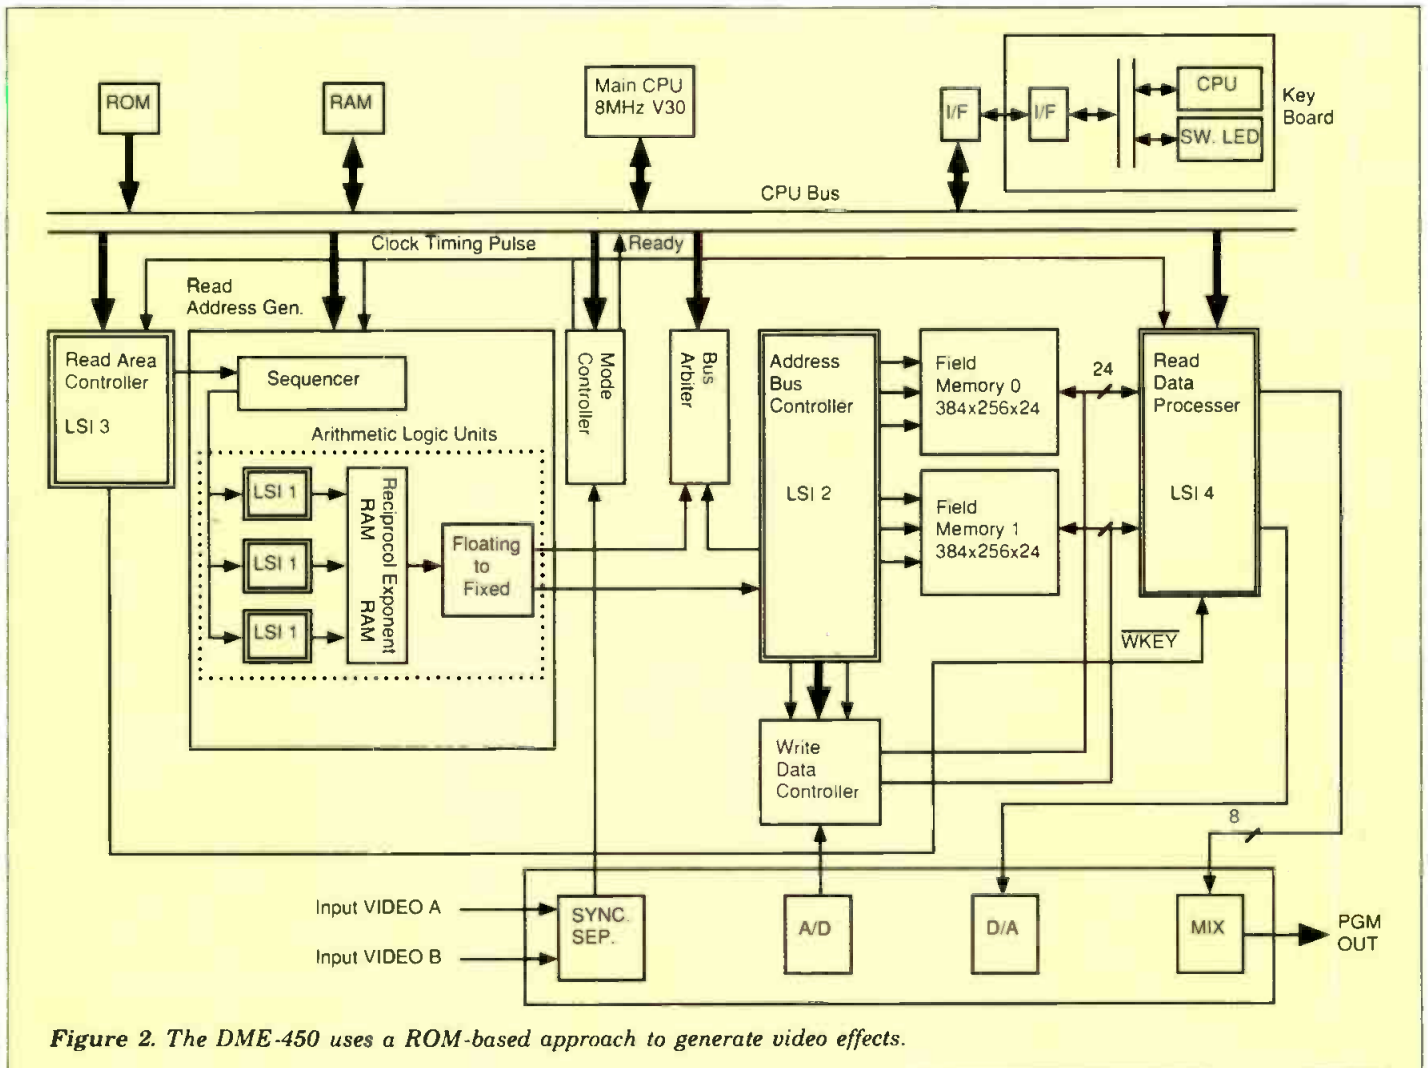 ROM
RAM
Main CPU
8MHz V30
I/F
I/F
CPU
SW. LED
Key
Board
CPU Bus
Clock Timing Pulse
Ready
Read
Address Gen.
Read Area
Controller
LSI 3
Sequencer
Arithmetic Logic Units
LSI 1
LSI 1
LSI 1
Reciprocol Exponent
RAM RAM
Floating
to
Fixed
Mode
Controller
Bus
Arbiter
Address
Bus
Controller
LSI 2
Field
Memory 0
384x256x24
Field
Memory 1
384x256x24
24
Read
Data
Processer
LSI 4
WKEY
Write
Data
Controller
8
Input VIDEO A
Input VIDEO B
SYNC.
SEP.
A/D
D/A
MIX
PGM
OUT
Figure 2. The DME-450 uses a ROM-based approach to generate video effects.